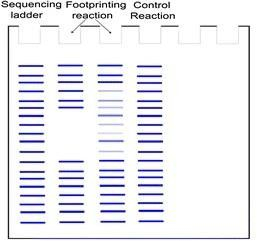 Sequencing Footprinting Control
ladder reaction Reaction